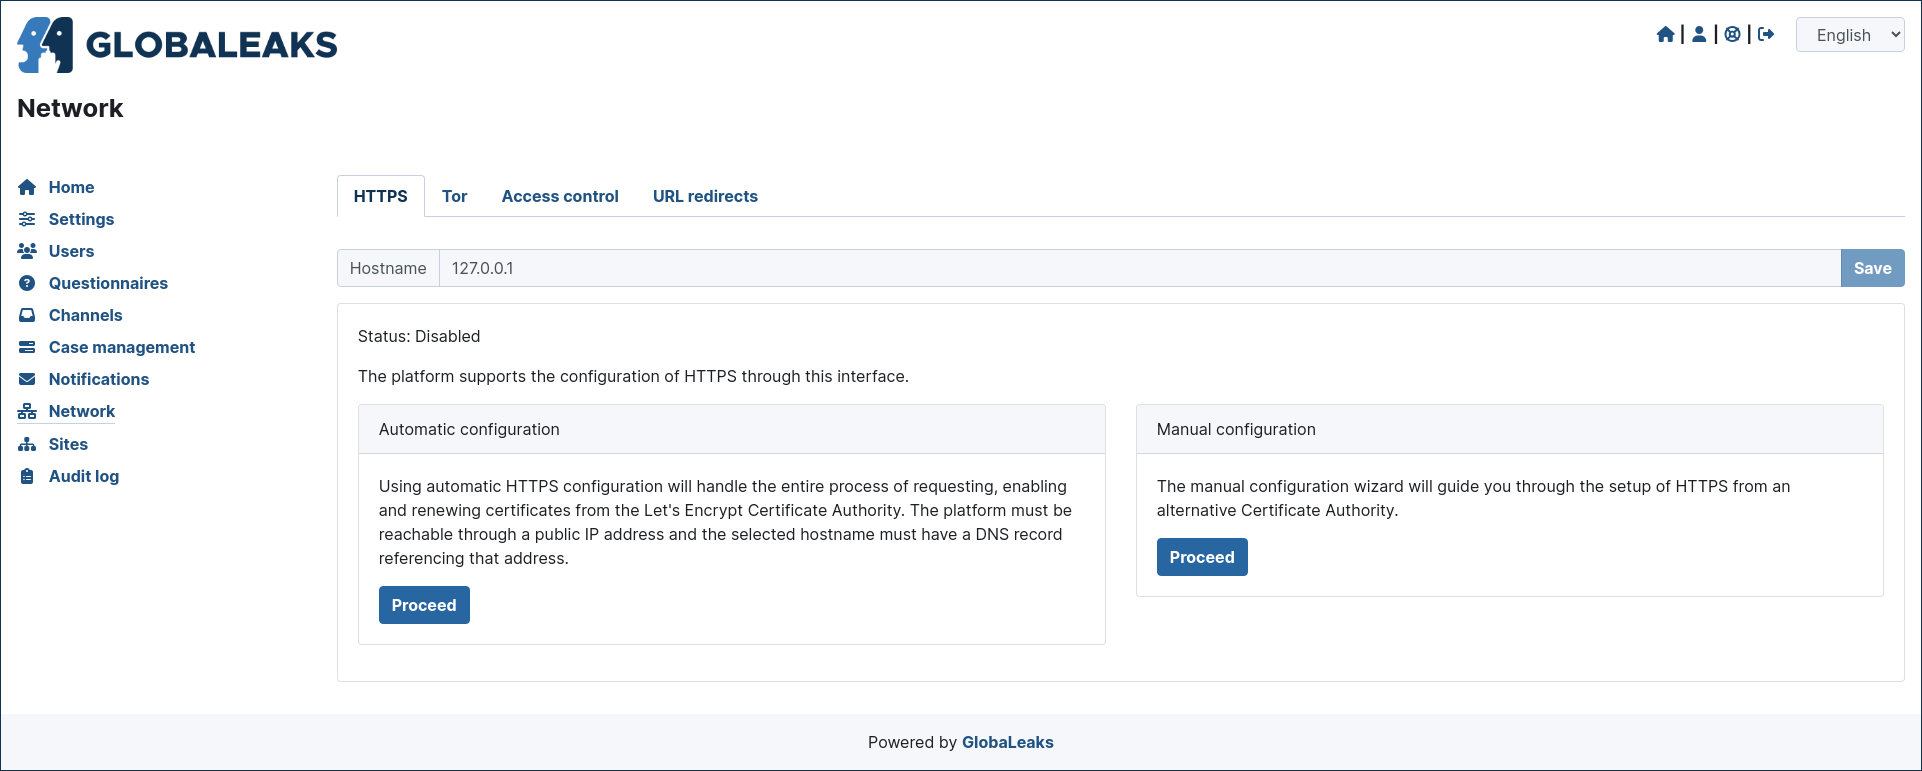 GLOBALEAKS
English
Network
Home
Settings
Users
Questionnaires
Channels
Case management
Notifications
Network
Sites
Audit log
HTTPS Tor Access control URL redirects
Hostname 127.0.0.1 Save
Status: Disabled
The platform supports the configuration of HTTPS through this interface.
Automatic configuration
Using automatic HTTPS configuration will handle the entire process of requesting, enabling
and renewing certificates from the Let's Encrypt Certificate Authority. The platform must be
reachable through a public IP address and the selected hostname must have a DNS record
referencing that address.
Proceed
Manual configuration
The manual configuration wizard will guide you through the setup of HTTPS from an
alternative Certificate Authority.
Proceed
Powered by GlobaLeaks